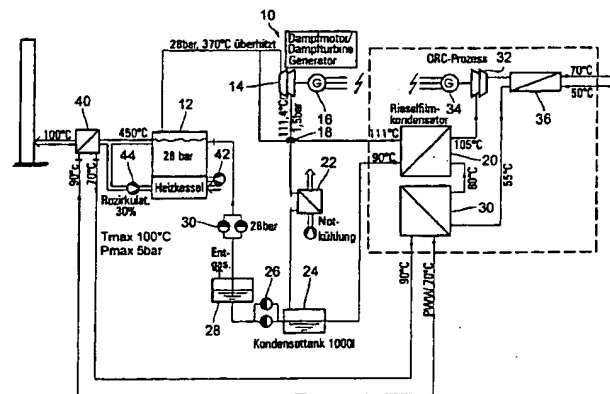 10
28bar, 370°C überhitzt
Dampfmotor/
Dampfturbine
Generator
14
111,4°C
1,5bar
G
16
18
ORC-Prozess
32
G
34
36
70°C
50°C
Rieselfilm-
kondensator
111°C
90°C
105°C
20
80°C
55°C
30
40
100°C
450°C
12
28 bar
Heizkessel
42
44
Rezirkulat.
30%
90°C
70°C
Tmax 100°C
Pmax 5bar
30
28bar
22
Not-
kühlung
Ent-
gas.
26
24
28
Kondensattank 1000l
90°C
PWW/70°C